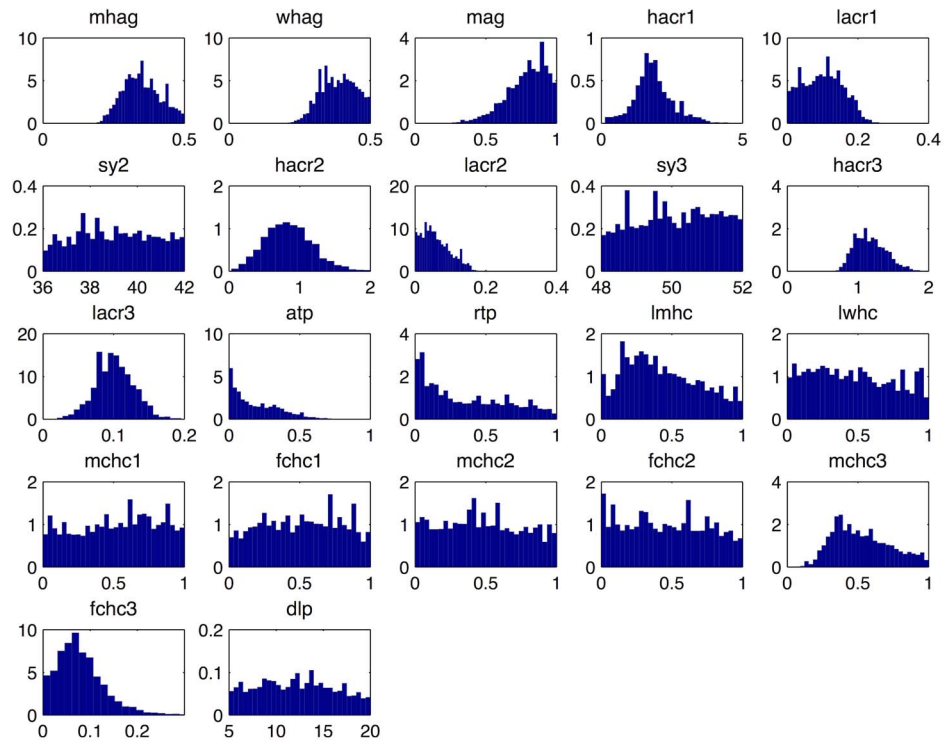 mhag whag mag hacr1 lacr1
10 10 4 1 10
5 5 2 0.5 5
0 0 0 0 0
0 0.5 0 0.5 0 0.5 1 0 5 0 0.2 0.4
sy2 hacr2 lacr2 sy3 hacr3
0.4 2 20 0.4 4
0.2 1 10 0.2 2
0 0 0 0 0
36 38 40 42 0 1 2 0 0.2 0.4 48 50 52 0 1 2
lacr3 atp rtp lmhc lwhc
20 10 4 2 2
10 5 2 1 1
0 0 0 0 0
0 0.1 0.2 0 0.5 1 0 0.5 1 0 0.5 1 0 0.5 1
mchc1 fchc1 mchc2 fchc2 mchc3
2 2 2 2 4
1 1 1 1 2
0 0 0 0 0
0 0.5 1 0 0.5 1 0 0.5 1 0 0.5 1 0 0.5 1
fchc3 dlp
10 0.2
5 0.1
0 0
0 0.1 0.2 5 10 15 20